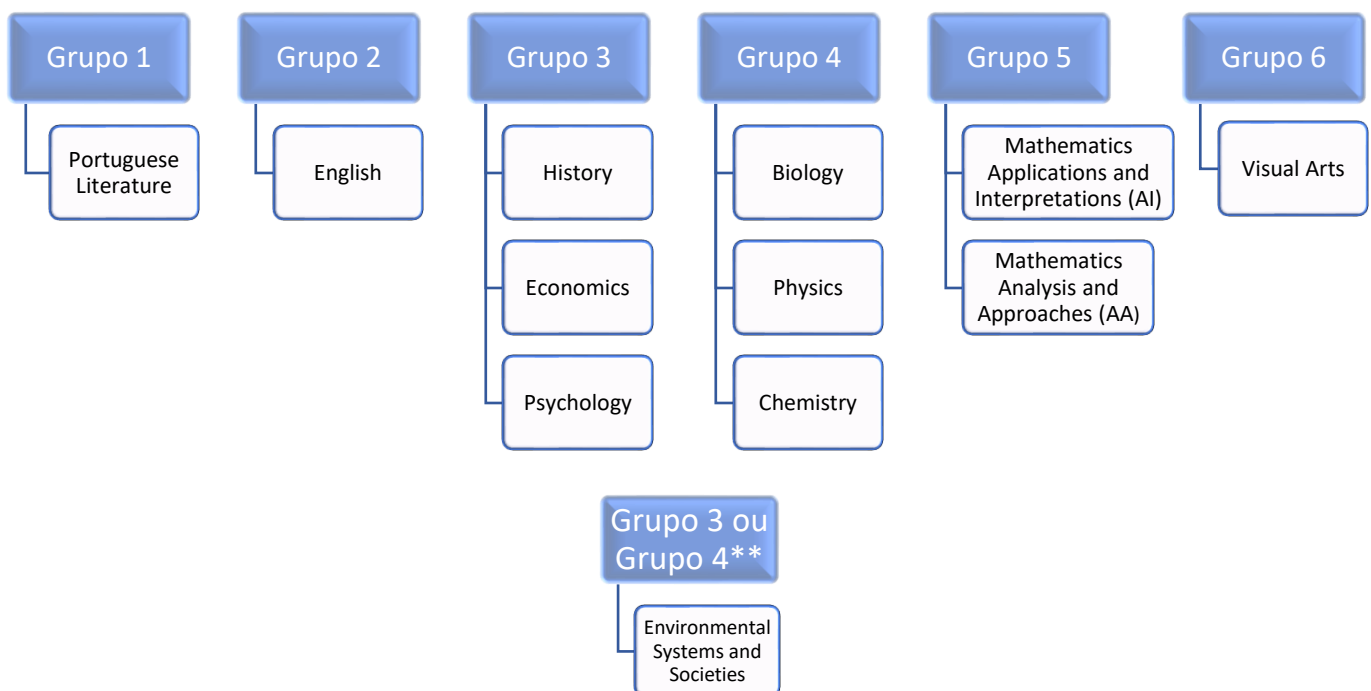 Grupo 1
Portuguese
Literature
Grupo 2
English
Grupo 3
History
Economics
Psychology
Grupo 4
Biology
Physics
Chemistry
Grupo 5
Mathematics
Applications and
Interpretations (AI)
Mathematics
Analysis and
Approaches (AA)
Grupo 6
Visual Arts
Grupo 3 ou
Grupo 4**
Environmental
Systems and
Societies